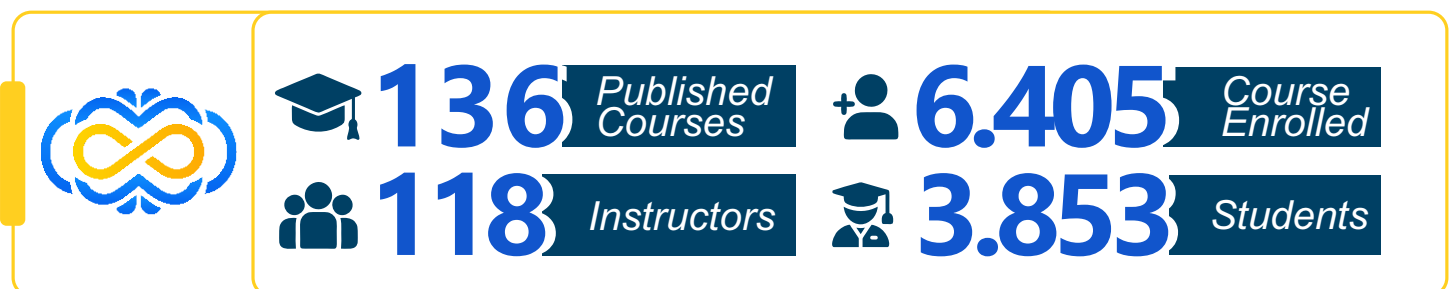 136 Published
Courses
6.405 Course
Enrolled
118 Instructors
3.853 Students